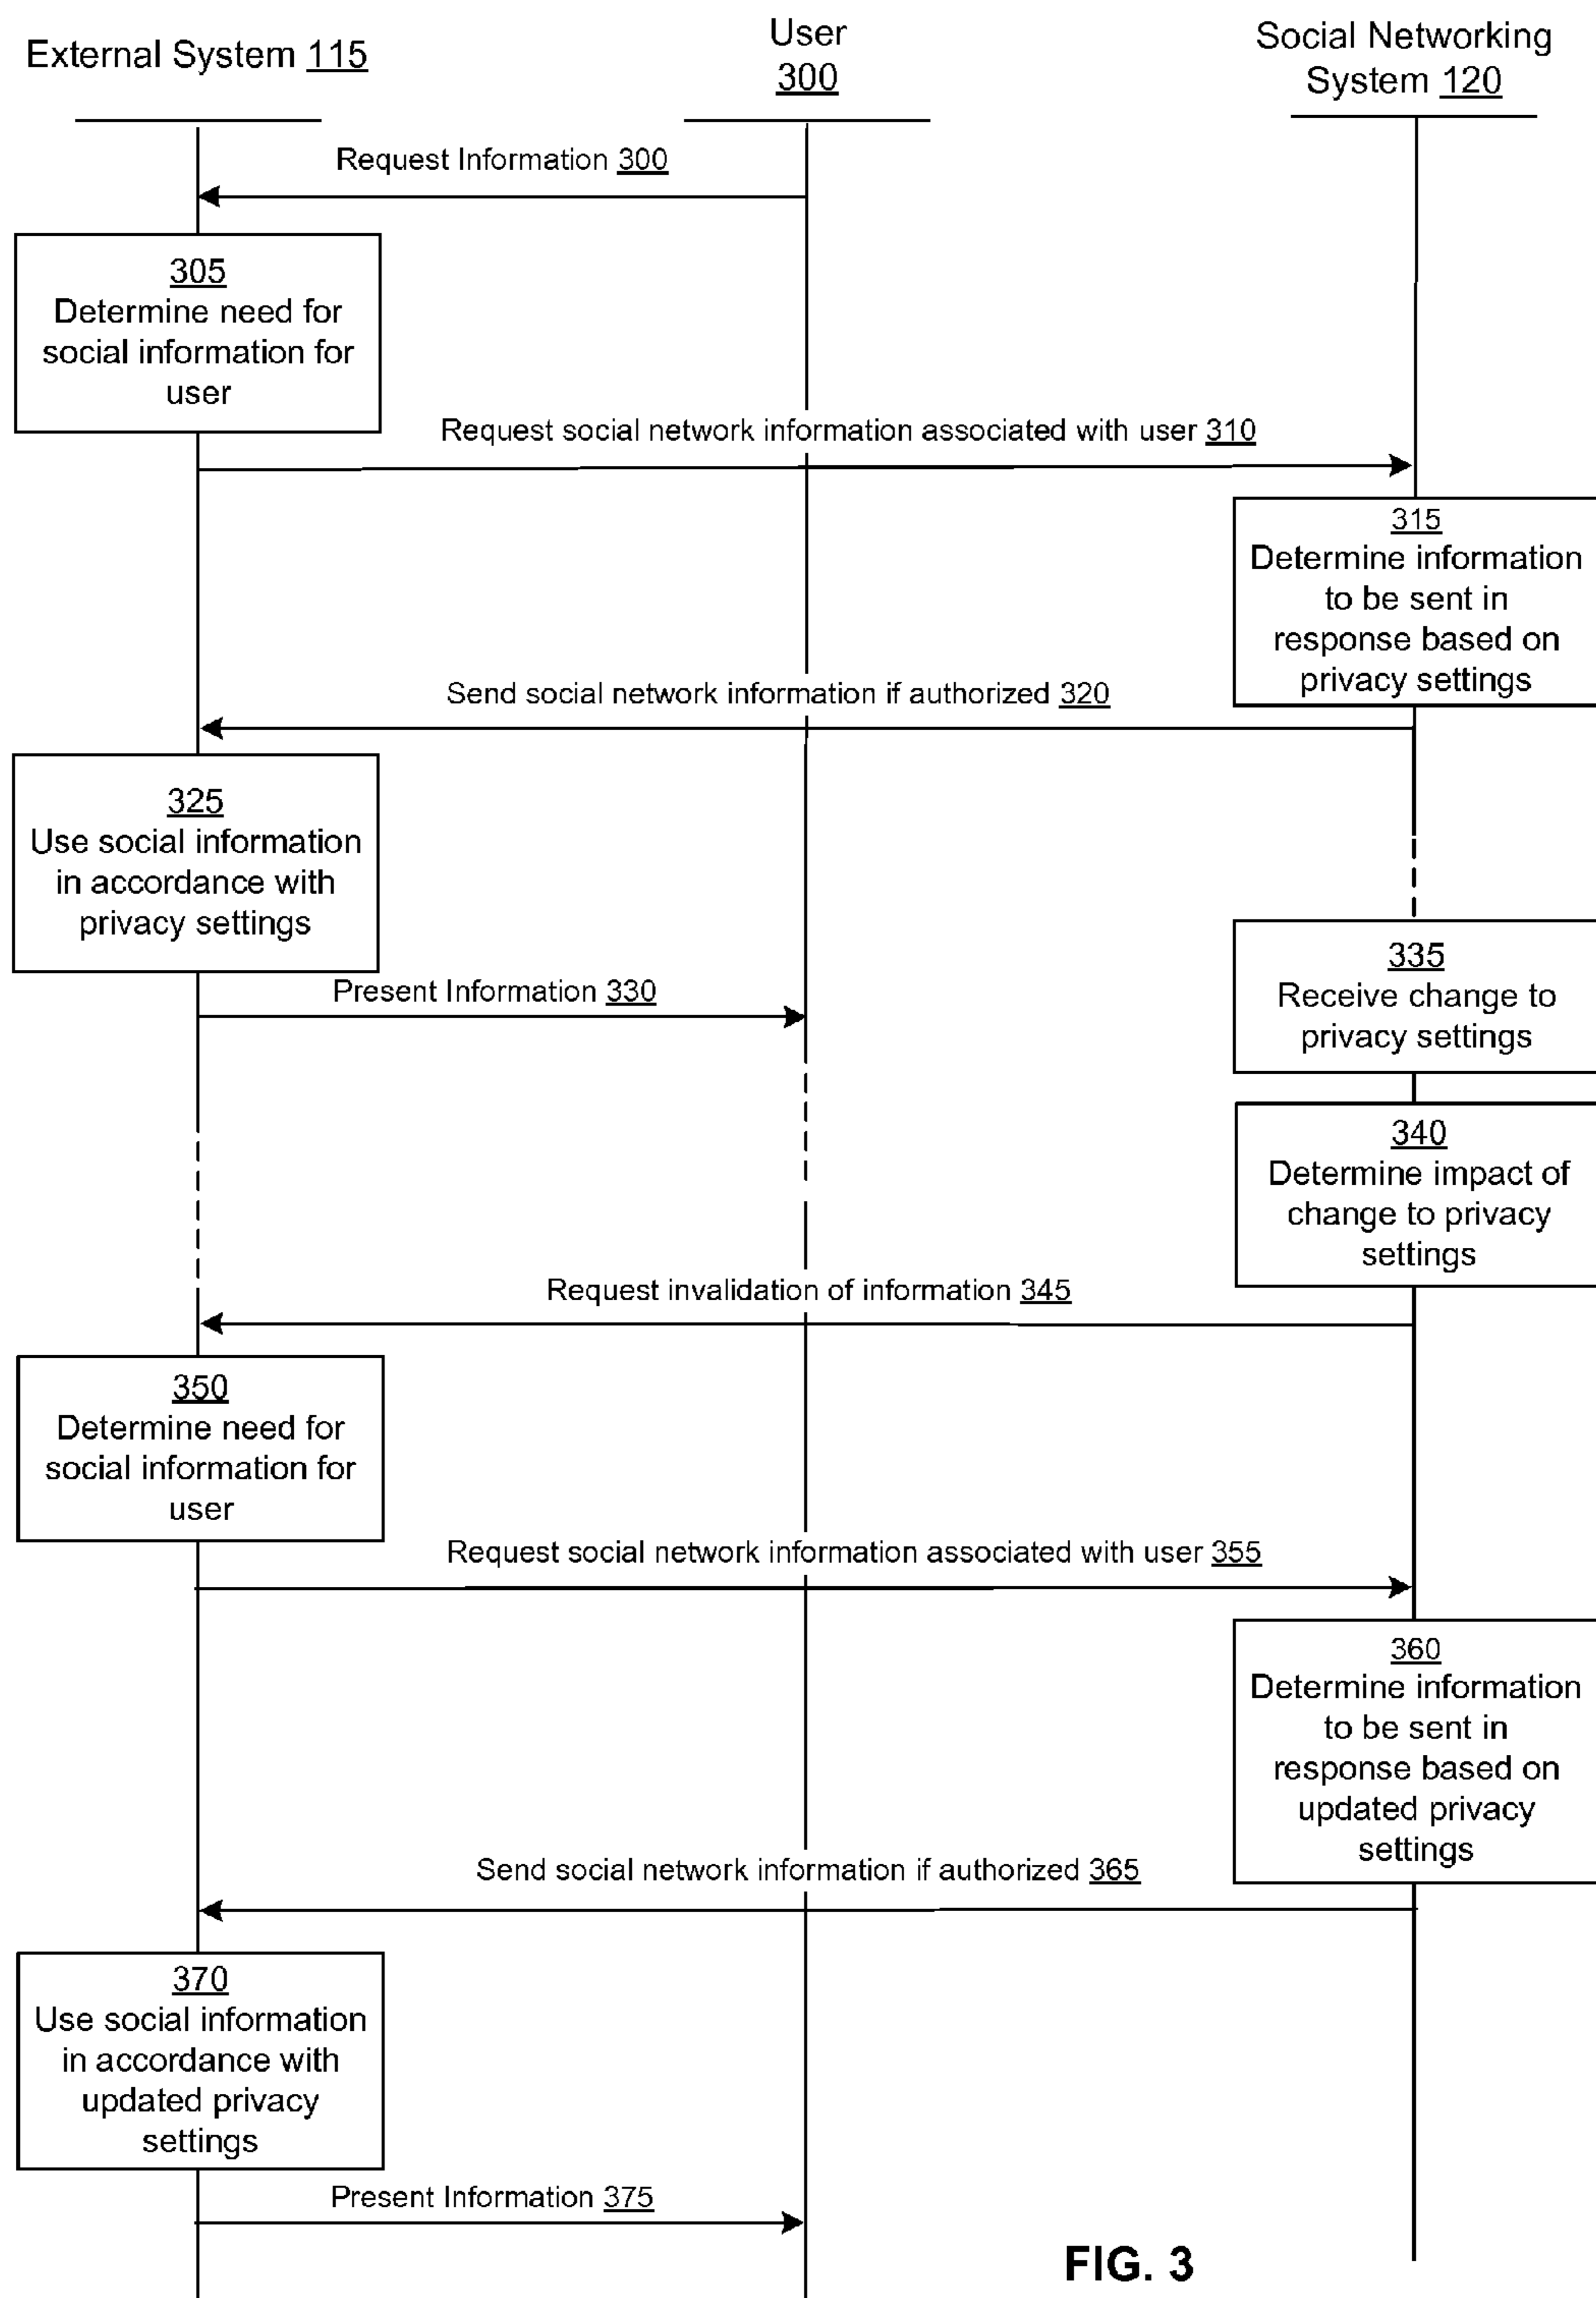 External System 115
User
300
Social Networking
System 120
Request Information 300
305
Determine need for
social information for
user
Request social network information associated with user 310
315
Determine information
to be sent in
response based on
privacy settings
Send social network information if authorized 320
325
Use social information
in accordance with
privacy settings
335
Receive change to
privacy settings
Present Information 330
340
Determine impact of
change to privacy
settings
Request invalidation of information 345
350
Determine need for
social information for
user
Request social network information associated with user 355
360
Determine information
to be sent in
response based on
updated privacy
settings
Send social network information if authorized 365
370
Use social information
in accordance with
updated privacy
settings
Present Information 375
FIG. 3